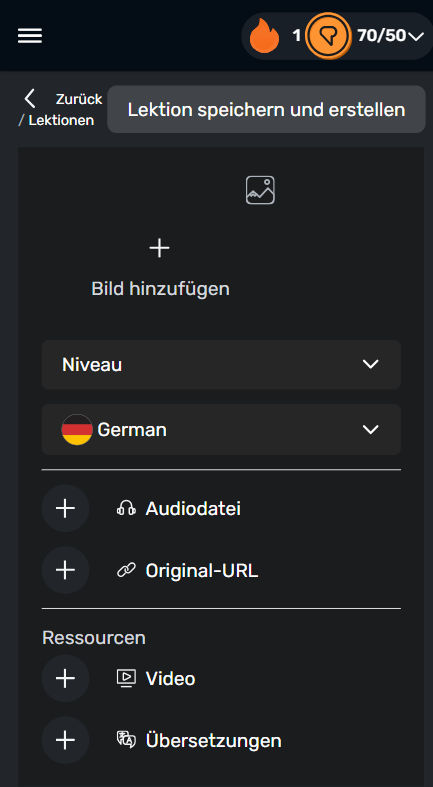 1 70/50
Zurück
/ Lektionen
Lektion speichern und erstellen
Bild hinzufügen
Niveau
German
Audiodatei
Original-URL
Ressourcen
Video
Übersetzungen